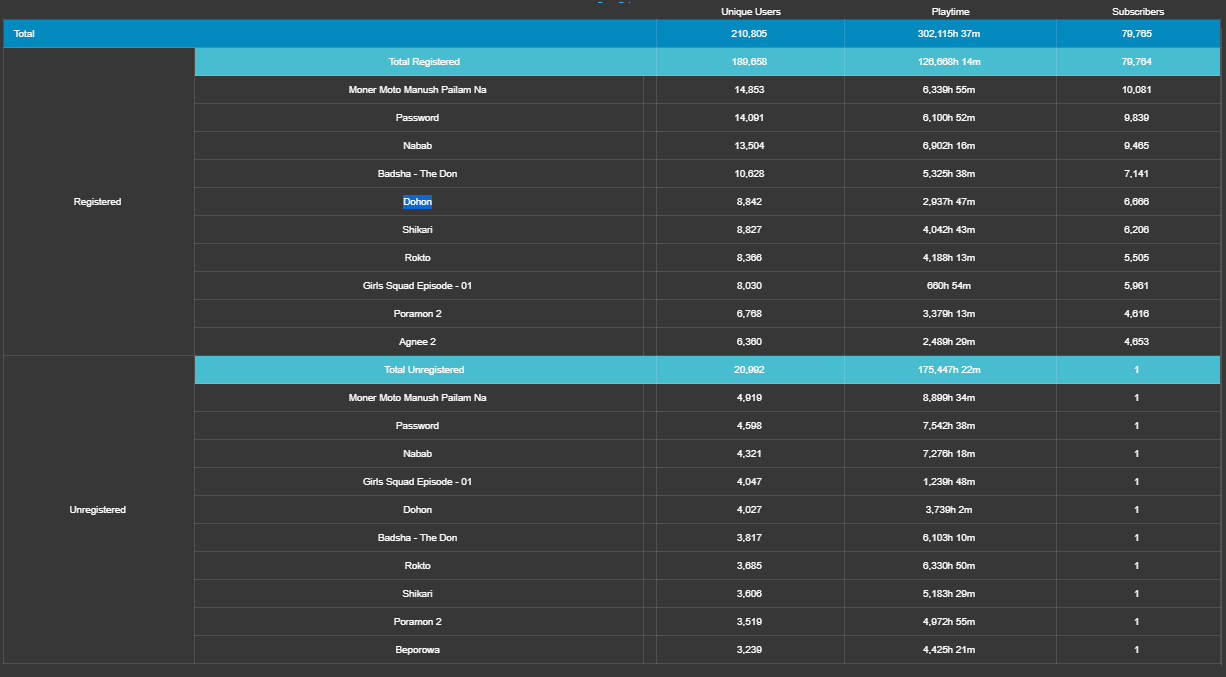 Unique Users Playtime Subscribers
Total 210,805 302,115h 37m 79,765
Total Registered 189,658 126,668h 14m 79,764
Moner Moto Manush Pailam Na 14,853 6,339h 55m 10,081
Password 14,091 6,100h 52m 9,839
Nabab 13,504 6,902h 16m 9,465
Badsha - The Don 10,628 5,325h 38m 7,141
Registered Dohon 8,842 2,937h 47m 6,666
Shikari 8,827 4,042h 43m 6,206
Rokto 8,366 4,188h 13m 5,505
Girls Squad Episode - 01 8,030 660h 54m 5,961
Poramon 2 6,768 3,379h 13m 4,616
Agnee 2 6,360 2,489h 29m 4,653
Total Unregistered 20,992 175,447h 22m 1
Moner Moto Manush Pailam Na 4,919 8,899h 34m 1
Password 4,598 7,542h 38m 1
Nabab 4,321 7,276h 18m 1
Girls Squad Episode - 01 4,047 1,239h 48m 1
Unregistered Dohon 4,027 3,739h 2m 1
Badsha - The Don 3,817 6,103h 10m 1
Rokto 3,685 6,330h 50m 1
Shikari 3,606 5,183h 29m 1
Poramon 2 3,519 4,972h 55m 1
Beporowa 3,239 4,425h 21m 1